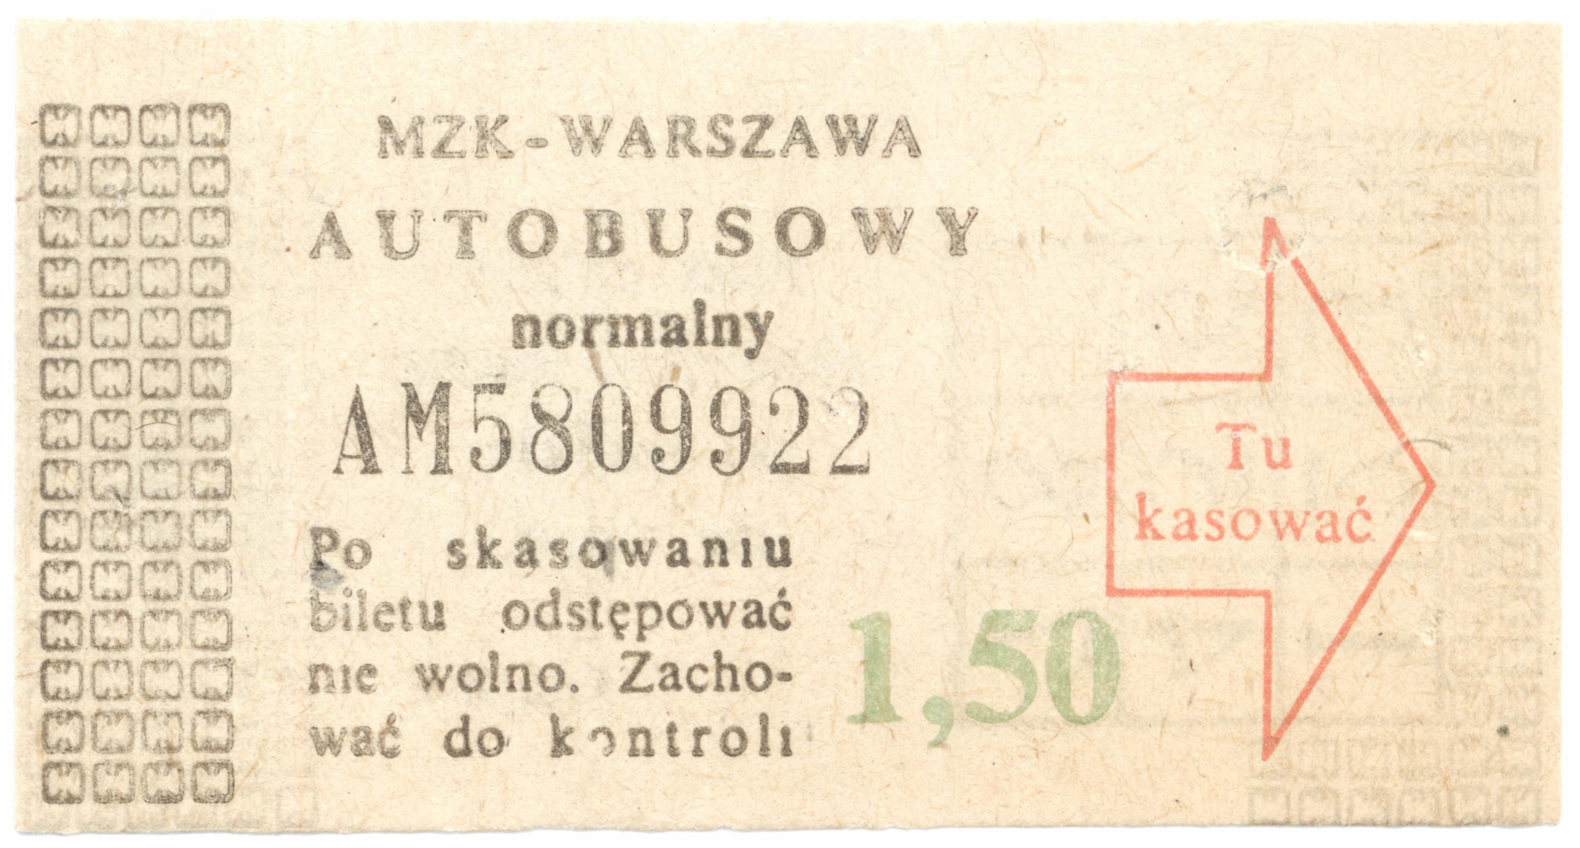 MZK-WARSZAWA
AUTOBUSOWY
normalny
AM5809922
Po skasowaniu
biletu odstępować
nie wolno. Zacho-
wać do kontroli
1,50
Tu
kasować